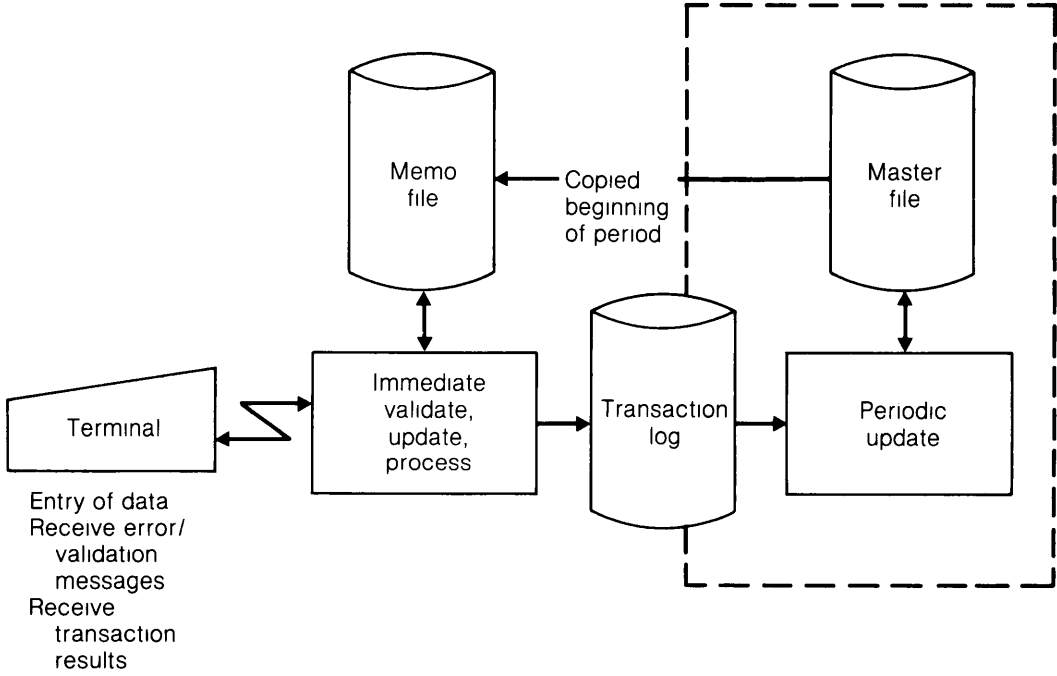 Memo
file
Copied
beginning
of period
Master
file
Terminal
Immediate
validate,
update,
process
Transaction
log
Periodic
update
Entry of data
Receive error/
validation
messages
Receive
transaction
results